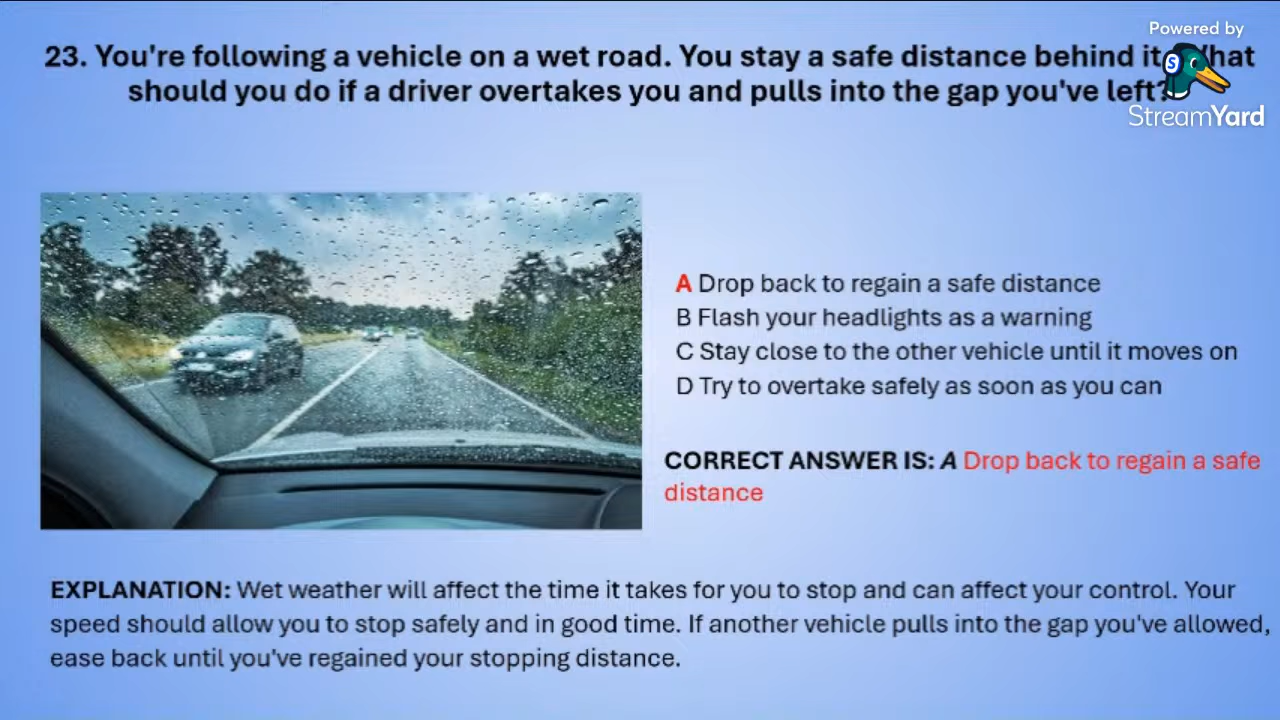 Powered by
StreamYard
23. You're following a vehicle on a wet road. You stay a safe distance behind it. What
should you do if a driver overtakes you and pulls into the gap you've left?
A Drop back to regain a safe distance
B Flash your headlights as a warning
C Stay close to the other vehicle until it moves on
D Try to overtake safely as soon as you can
CORRECT ANSWER IS: A Drop back to regain a safe
distance
EXPLANATION: Wet weather will affect the time it takes for you to stop and can affect your control. Your
speed should allow you to stop safely and in good time. If another vehicle pulls into the gap you've allowed,
ease back until you've regained your stopping distance.